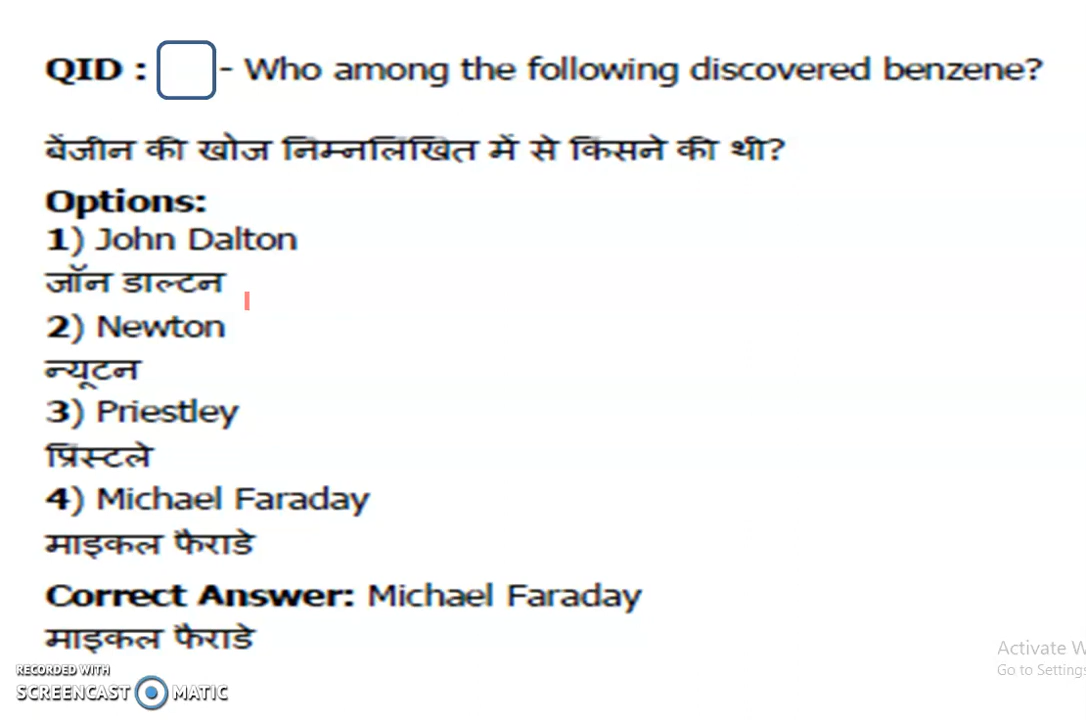 QID : - Who among the following discovered benzene?
बेंजीन की खोज निम्नलिखित में से किसने की थी?
Options:
1) John Dalton
जॉन डाल्टन
2) Newton
न्यूटन
3) Priestley
प्रिस्टले
4) Michael Faraday
माइकल फैराडे
Correct Answer: Michael Faraday
माइकल फैराडे
Activate W
Go to Settings
RECORDED WITH
SCREENCAST MATIC